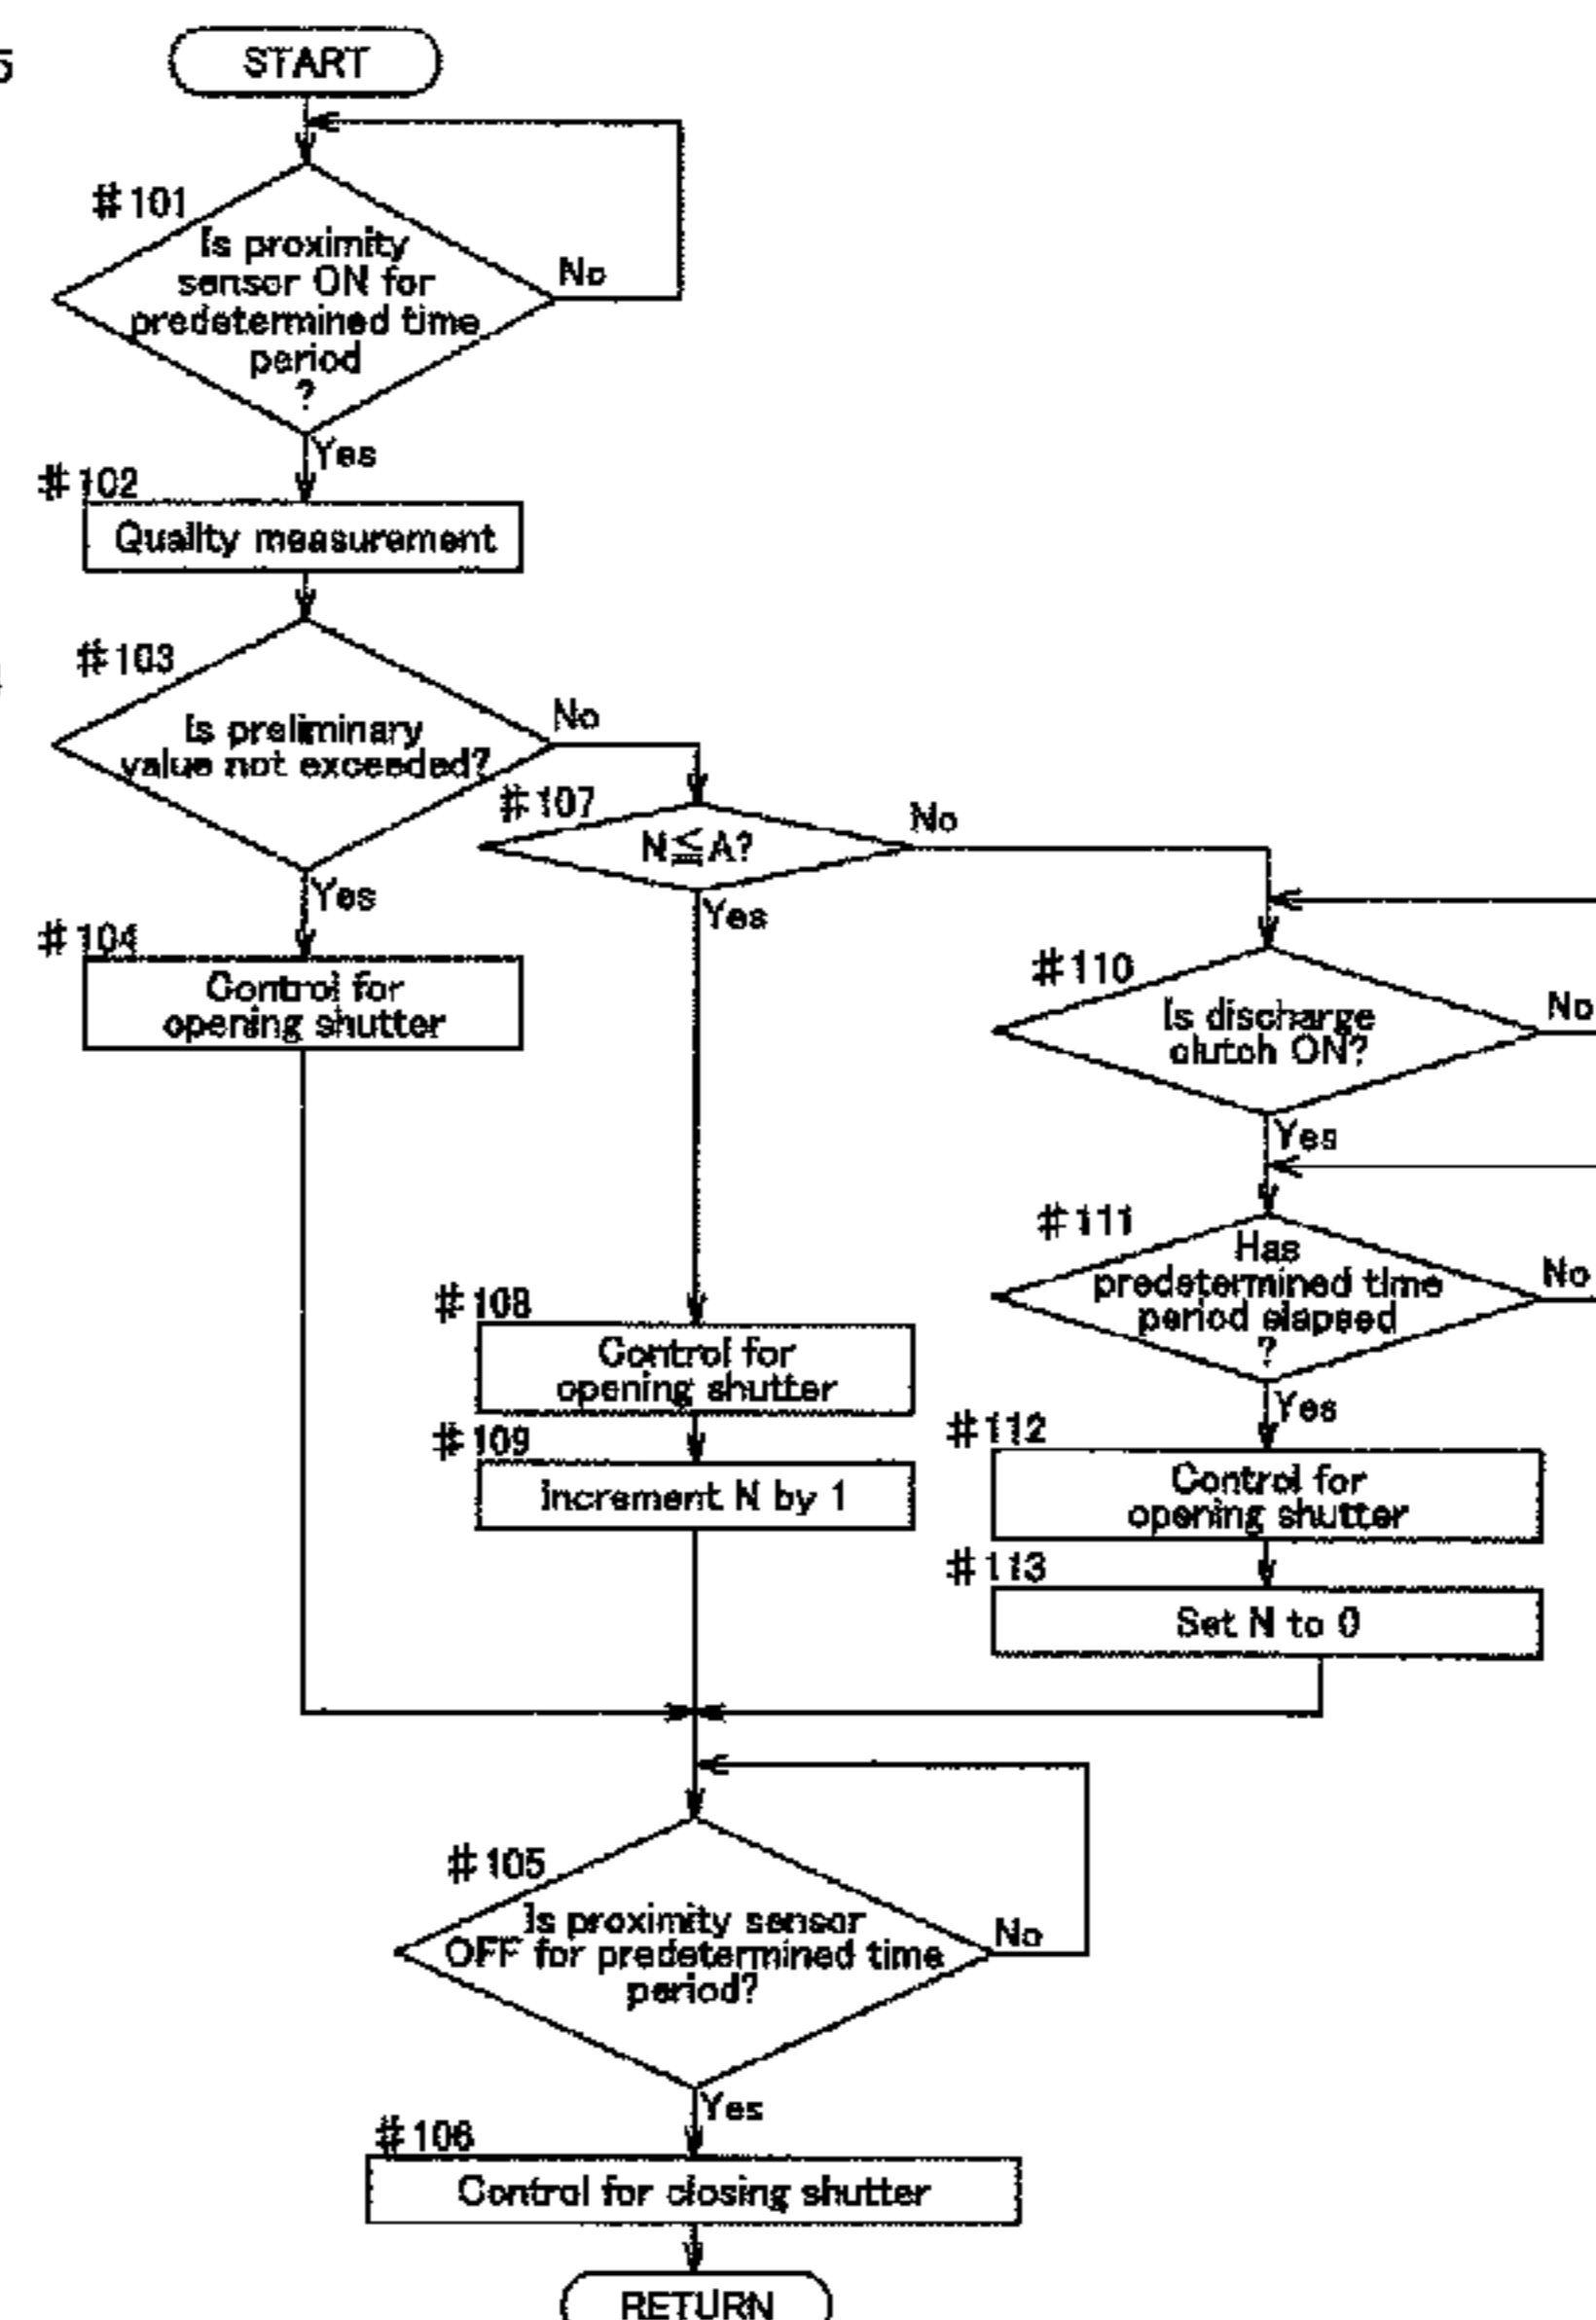 5
START
#101
Is proximity
sensor ON for
predetermined time
period
?
No
Yes
#102
Quality measurement
#103
Is preliminary
value not exceeded?
No
Yes
#104
Control for
opening shutter
#107
N≦A?
No
Yes
#108
Control for
opening shutter
#109
Increment N by 1
#110
Is discharge
clutch ON?
No
Yes
#111
Has
predetermined time
period elapsed
?
No
Yes
#112
Control for
opening shutter
#113
Set N to 0
#105
Is proximity sensor
OFF for predetermined time
period?
No
Yes
#106
Control for closing shutter
RETURN